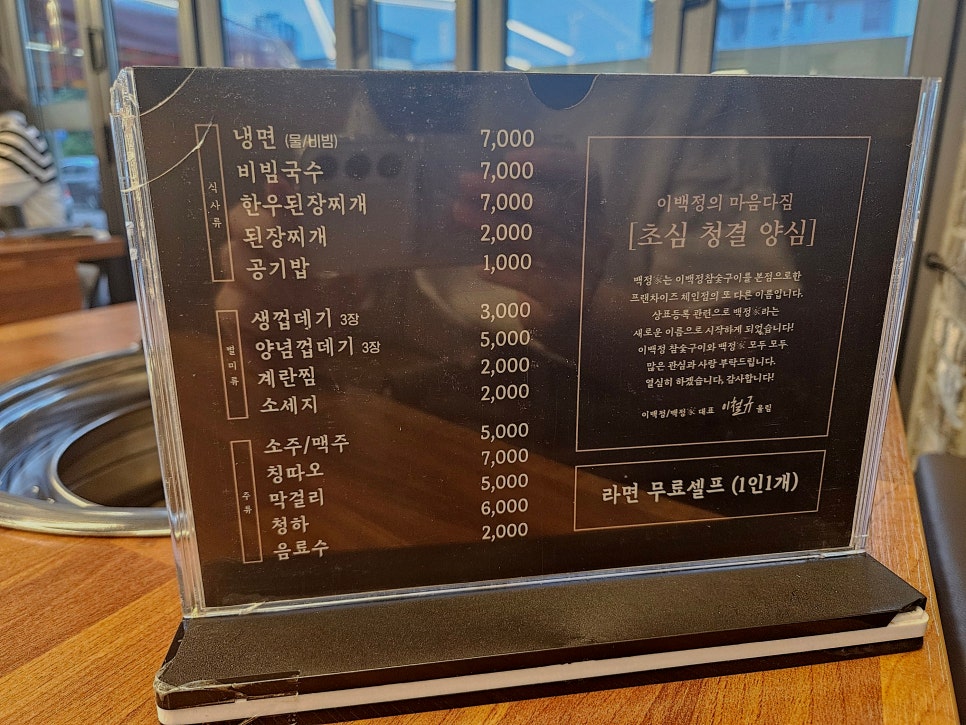 식사류
냉면 (물/비빔) 7,000
비빔국수 7,000
한우된장찌개 7,000
된장찌개 2,000
공기밥 1,000
별미류
생껍데기 3장 3,000
양념껍데기 3장 5,000
계란찜 2,000
소세지 2,000
주류
소주/맥주 5,000
칭따오 7,000
막걸리 5,000
청하 6,000
음료수 2,000
이백정의 마음다짐
[초심 청결 양심]
백정家는 이백정참숯구이를 본점으로한
프랜차이즈 체인점의 또 다른 이름입니다.
상표등록 관련으로 백정家라는
새로운 이름으로 시작하게 되었습니다!
이백정 참숯구이와 백정家 모두 모두
많은 관심과 사랑 부탁드립니다.
열심히 하겠습니다, 감사합니다!
이백정/백정家 대표 이철규 올림
라면 무료셀프 (1인1개)